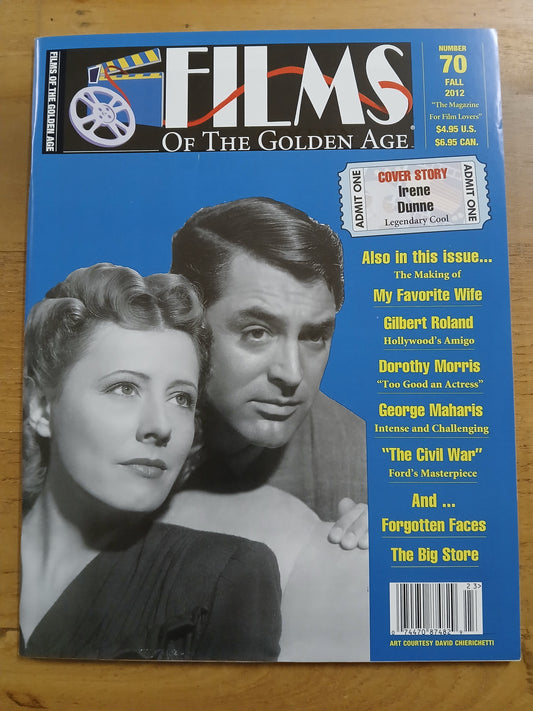 FILMS OF THE GOLDEN AGE
FILMS
OF THE GOLDEN AGE
NUMBER
70
FALL
2012
"The Magazine
For Film Lovers"
$4.95 U.S.
$6.95 CAN.
ADMIT ONE
COVER STORY
Irene
Dunne
Legendary Cool
ADMIT ONE
Also in this issue...
The Making of
My Favorite Wife
Gilbert Roland
Hollywood's Amigo
Dorothy Morris
"Too Good an Actress"
George Maharis
Intense and Challenging
"The Civil War"
Ford's Masterpiece
And ...
Forgotten Faces
The Big Store
23>
74470 87482
ART COURTESY DAVID CHIERICHETTI